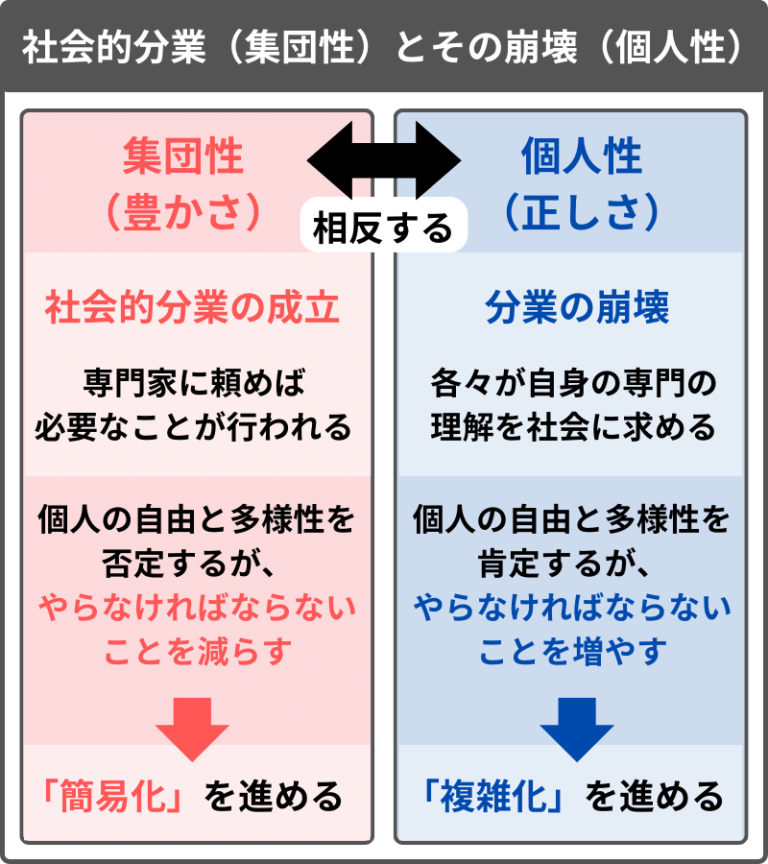 社会的分業（集団性）とその崩壊（個人性）
集団性
（豊かさ）
個人性
（正しさ）
相反する
社会的分業の成立
専門家に頼めば
必要なことが行われる
個人の自由と多様性を
否定するが、
やらなければならない
ことを減らす
「簡易化」を進める
分業の崩壊
各々が自身の専門の
理解を社会に求める
個人の自由と多様性を
肯定するが、
やらなければならない
ことを増やす
「複雑化」を進める